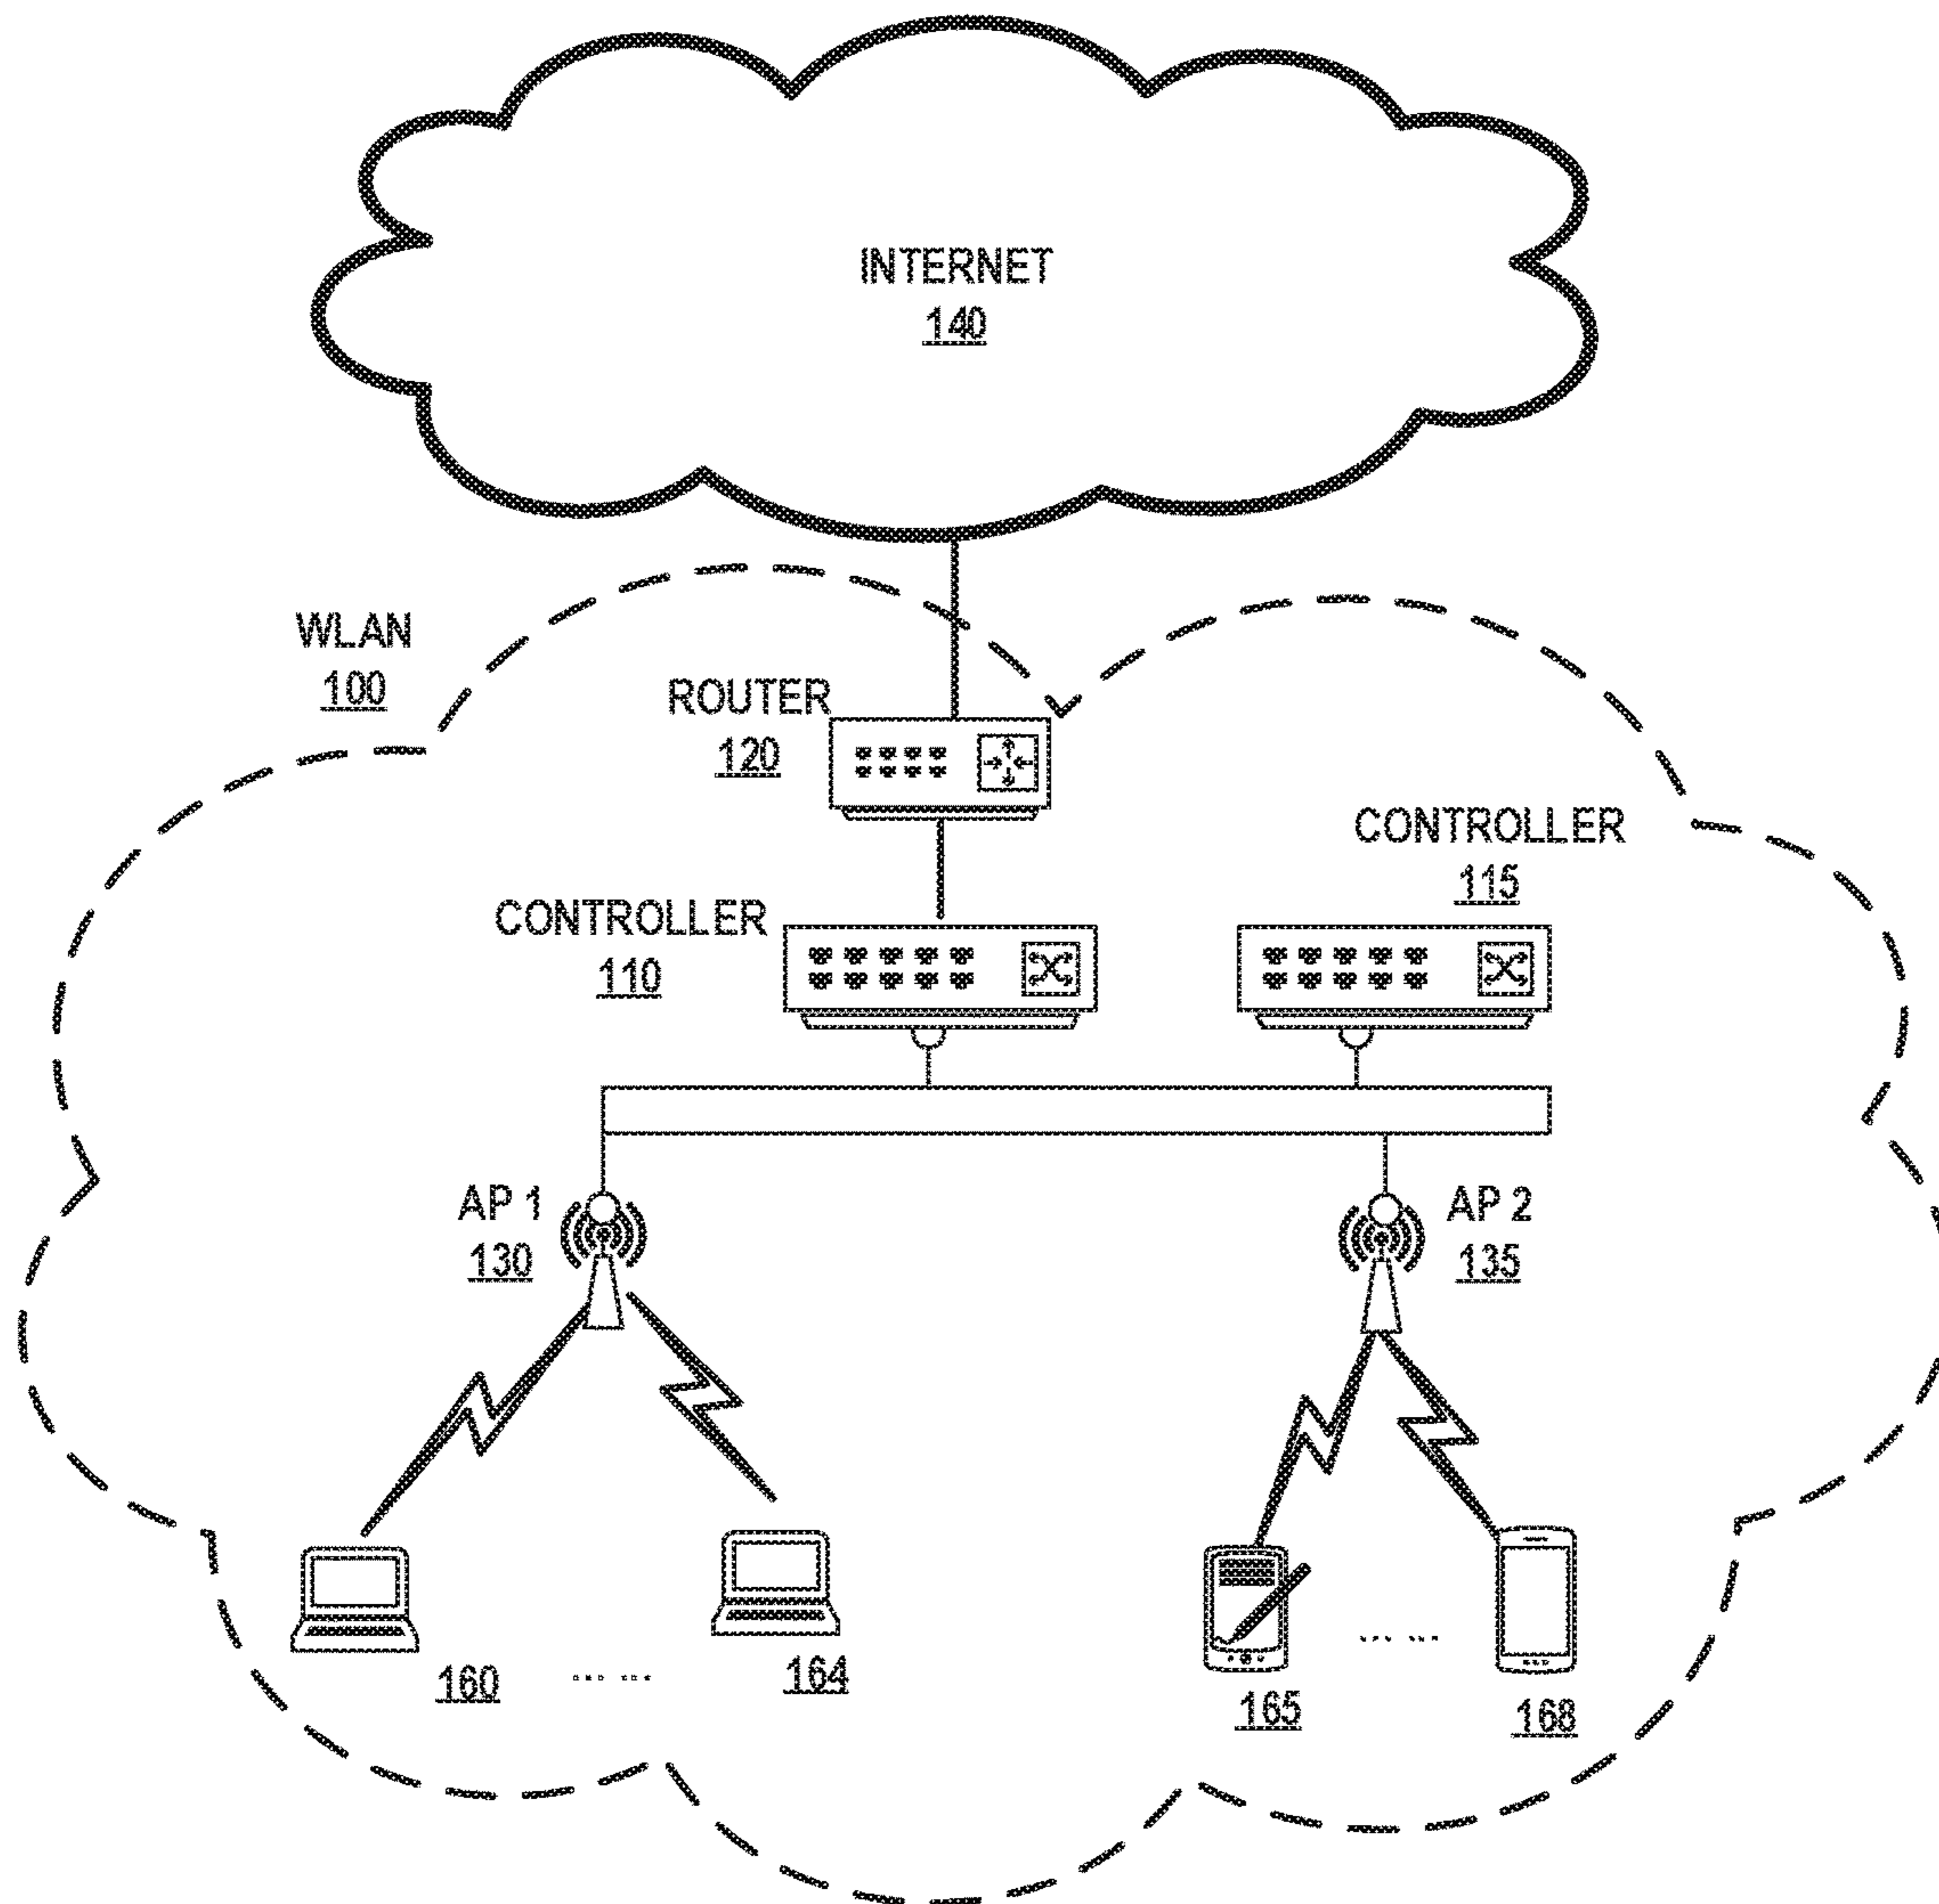 INTERNET
140
WLAN
100
ROUTER
120
CONTROLLER
115
CONTROLLER
110
AP 1
130
AP 2
135
160
164
165
168